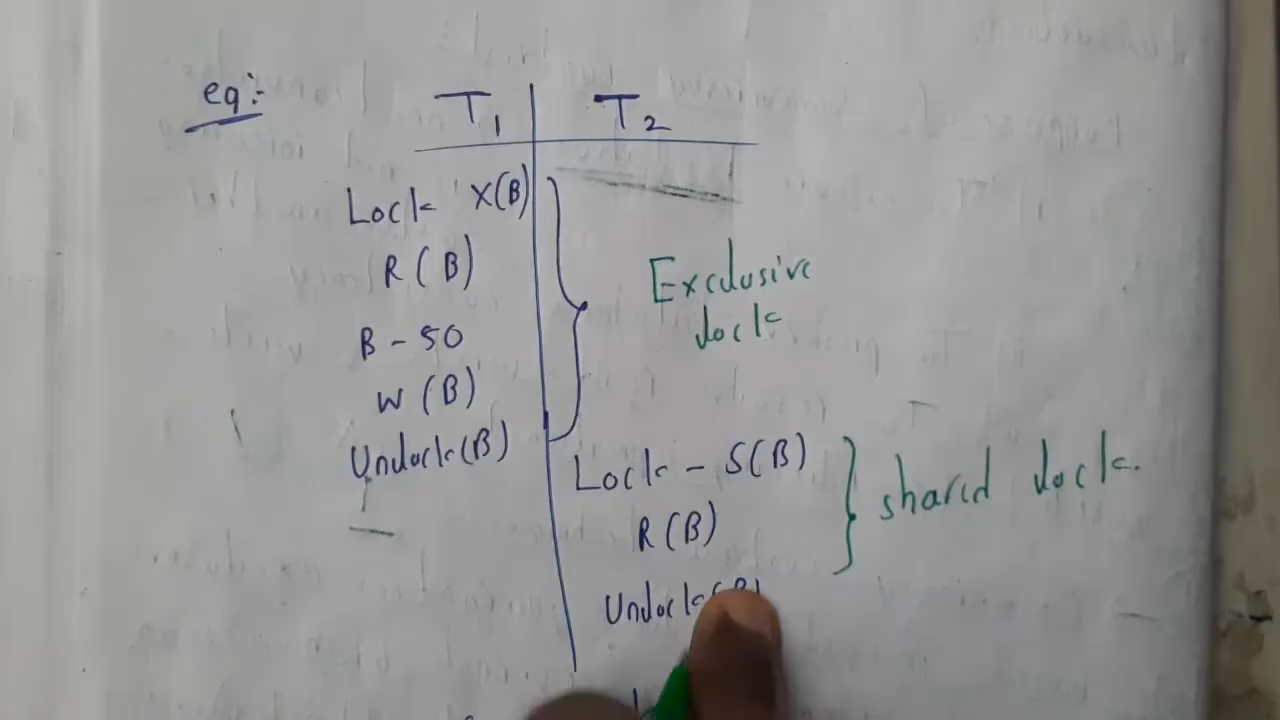 eg:-
T1 T2
Lock X(B)
R(B)
B - 50
W(B)
Unlock(B)
Exclusive
lock
Lock - S(B)
R(B)
shared lock.